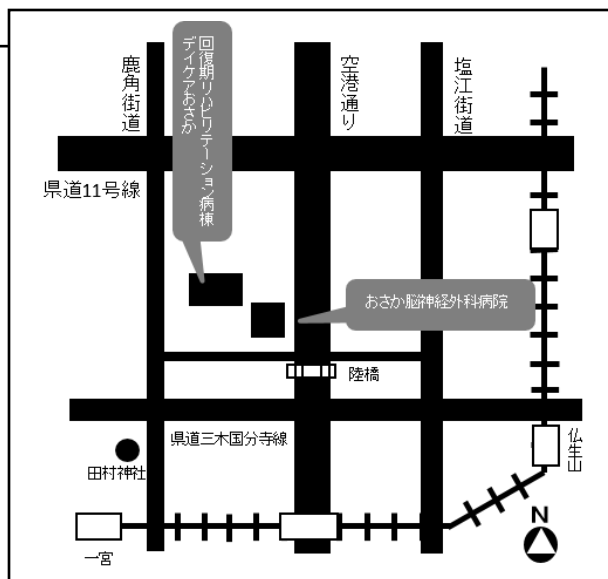 鹿角街道
回復期リハビリテーション病棟
デイケアおさか
空港通り
塩江街道
県道11号線
おさか脳神経外科病院
陸橋
県道三木国分寺線
田村神社
仏生山
一宮
N